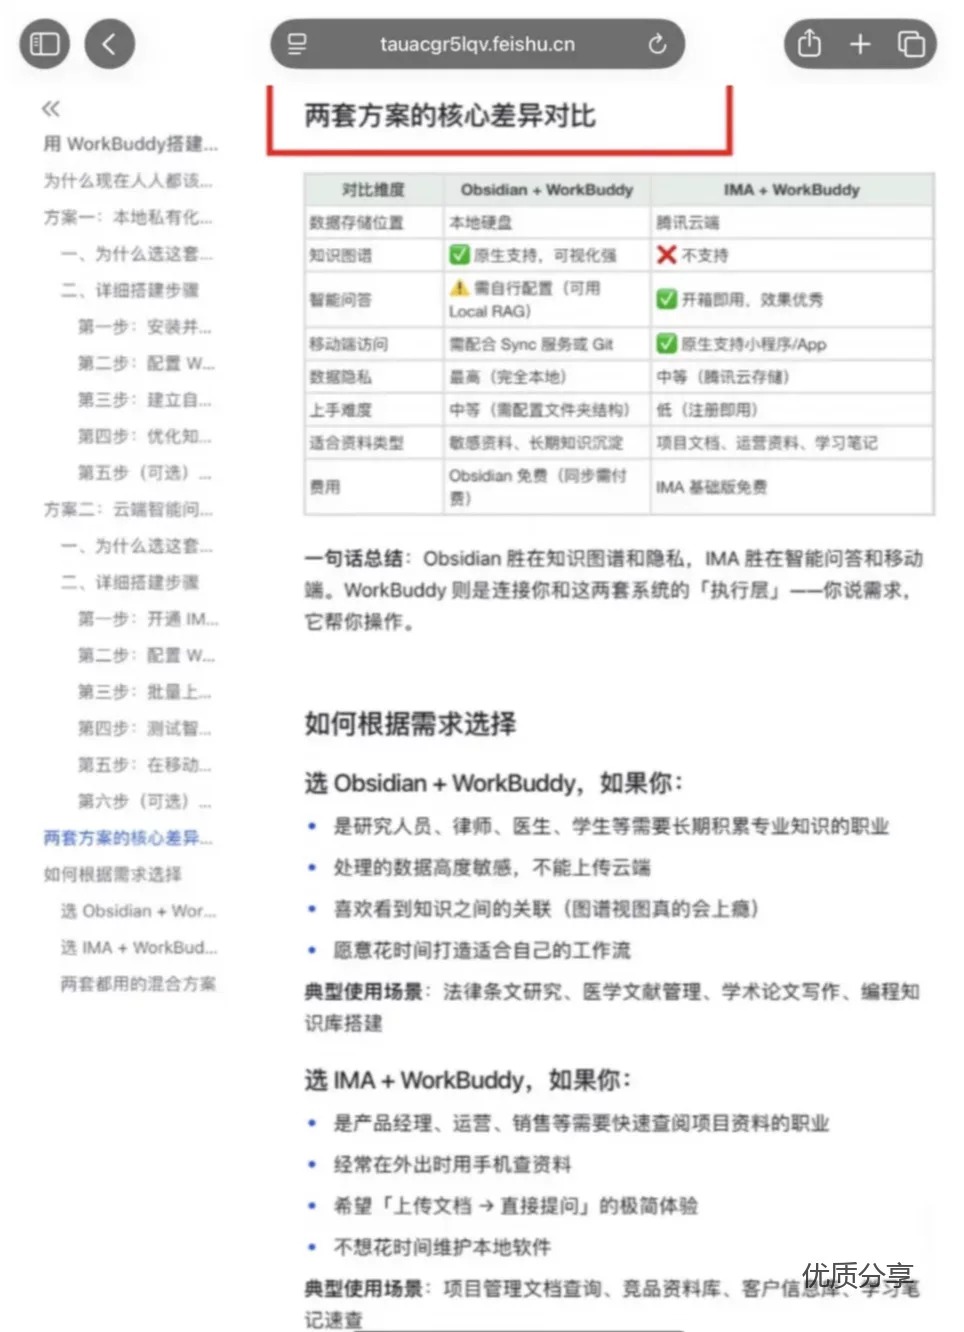 tauacgr5lqv.feishu.cn
用 WorkBuddy搭建...
为什么现在人人都该...
方案一：本地私有化...
一、为什么选这套...
二、详细搭建步骤
第一步：安装并...
第二步：配置 W...
第三步：建立自...
第四步：优化知...
第五步（可选）...
方案二：云端智能问...
一、为什么选这套...
二、详细搭建步骤
第一步：开通 IM...
第二步：配置 W...
第三步：批量上...
第四步：测试智...
第五步：在移动...
第六步（可选）...
两套方案的核心差异...
如何根据需求选择
选 Obsidian + Wor...
选 IMA + WorkBud...
两套都用的混合方案
两套方案的核心差异对比
对比维度 Obsidian + WorkBuddy IMA + WorkBuddy
数据存储位置 本地硬盘 腾讯云端
知识图谱 ✅ 原生支持，可视化强 ❌ 不支持
智能问答 ⚠️ 需自行配置（可用 Local RAG） ✅ 开箱即用，效果优秀
移动端访问 需配合 Sync 服务或 Git ✅ 原生支持小程序/App
数据隐私 最高（完全本地） 中等（腾讯云存储）
上手难度 中等（需配置文件夹结构） 低（注册即用）
适合资料类型 敏感资料、长期知识沉淀 项目文档、运营资料、学习笔记
费用 Obsidian 免费（同步需付费） IMA 基础版免费
一句话总结：Obsidian 胜在知识图谱和隐私，IMA 胜在智能问答和移动
端。WorkBuddy 则是连接你和这两套系统的「执行层」——你说需求，
它帮你操作。
如何根据需求选择
选 Obsidian + WorkBuddy，如果你：
• 是研究人员、律师、医生、学生等需要长期积累专业知识的职业
• 处理的数据高度敏感，不能上传云端
• 喜欢看到知识之间的关联（图谱视图真的会上瘾）
• 愿意花时间打造适合自己的工作流
典型使用场景：法律条文研究、医学文献管理、学术论文写作、编程知
识库搭建
选 IMA + WorkBuddy，如果你：
• 是产品经理、运营、销售等需要快速查阅项目资料的职业
• 经常在外出时用手机查资料
• 希望「上传文档 → 直接提问」的极简体验
• 不想花时间维护本地软件
典型使用场景：项目管理文档查询、竞品资料库、客户信息库、学习笔
记速查
优质分享